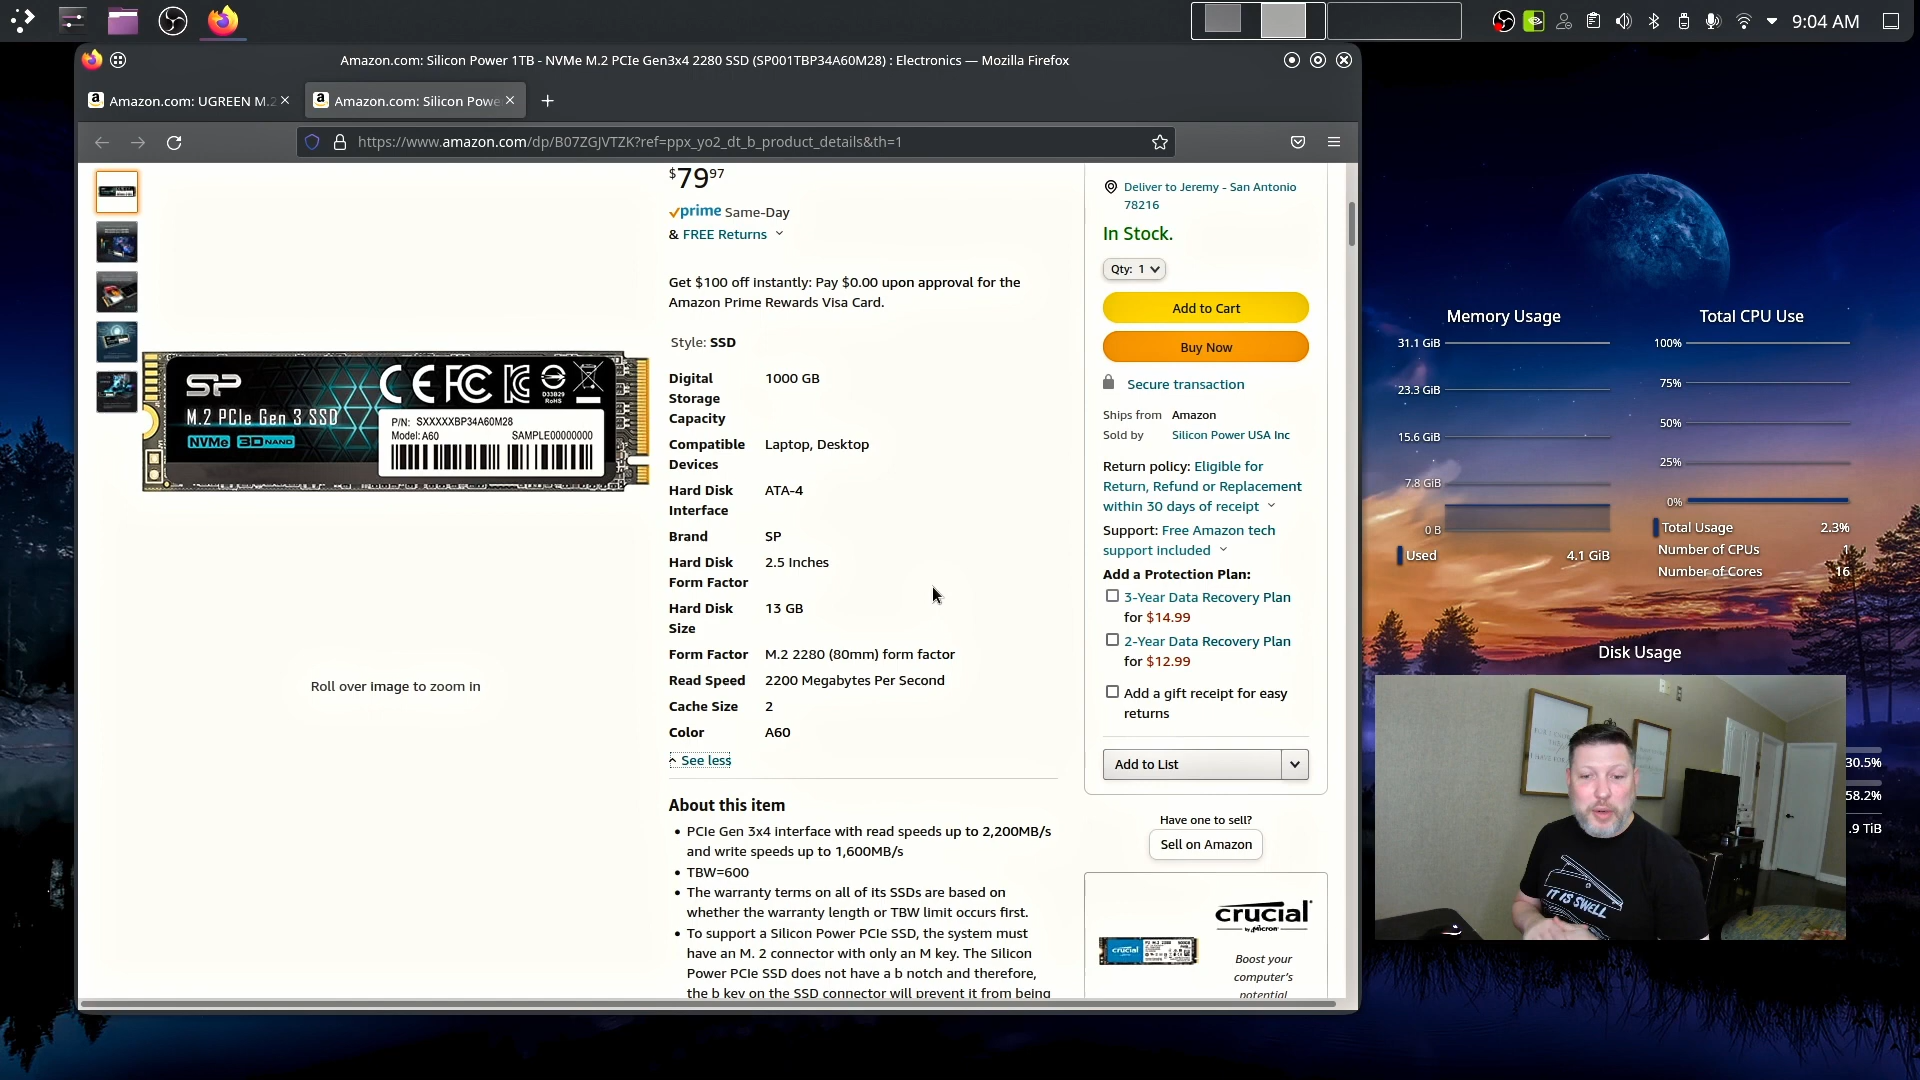 9:04 AM
Amazon.com: Silicon Power 1TB - NVMe M.2 PCIe Gen3x4 2280 SSD (SP001TBP34A60M28) : Electronics — Mozilla Firefox
Amazon.com: UGREEN M.2
Amazon.com: Silicon Powe
https://www.amazon.com/dp/B07ZGJVTZK?ref=ppx_yo2_dt_b_product_details&th=1
$79 97
prime Same-Day
& FREE Returns
Get $100 off instantly: Pay $0.00 upon approval for the
Amazon Prime Rewards Visa Card.
Style: SSD
Digital Storage Capacity 1000 GB
Compatible Devices Laptop, Desktop
Hard Disk Interface ATA-4
Brand SP
Hard Disk Form Factor 2.5 Inches
Hard Disk Size 13 GB
Form Factor M.2 2280 (80mm) form factor
Read Speed 2200 Megabytes Per Second
Cache Size 2
Color A60
See less
About this item
• PCIe Gen 3x4 interface with read speeds up to 2,200MB/s
and write speeds up to 1,600MB/s
• TBW=600
• The warranty terms on all of its SSDs are based on
whether the warranty length or TBW limit occurs first.
• To support a Silicon Power PCIe SSD, the system must
have an M. 2 connector with only an M key. The Silicon
Power PCIe SSD does not have a b notch and therefore,
the b key on the SSD connector will prevent it from being
SP
M.2 PCIe Gen 3 SSD
NVMe 3D NAND
CE FC
D33B29
RoHS
P/N: SXXXXXBP34A60M28
Model: A60 SAMPLE00000000
Roll over image to zoom in
Deliver to Jeremy - San Antonio
78216
In Stock.
Qty: 1
Add to Cart
Buy Now
Secure transaction
Ships from Amazon
Sold by Silicon Power USA Inc
Return policy: Eligible for
Return, Refund or Replacement
within 30 days of receipt
Support: Free Amazon tech
support included
Add a Protection Plan:
3-Year Data Recovery Plan
for $14.99
2-Year Data Recovery Plan
for $12.99
Add a gift receipt for easy
returns
Add to List
Have one to sell?
Sell on Amazon
crucial
by Micron
crucial
Boost your
computer's
potential
Memory Usage
31.1 GiB
23.3 GiB
15.6 GiB
7.8 GiB
0 B
Used 4.1 GiB
Total CPU Use
100%
75%
50%
25%
0%
Total Usage 2.3%
Number of CPUs 1
Number of Cores 16
Disk Usage
30.5%
58.2%
.9 TiB
IT IS SWELL